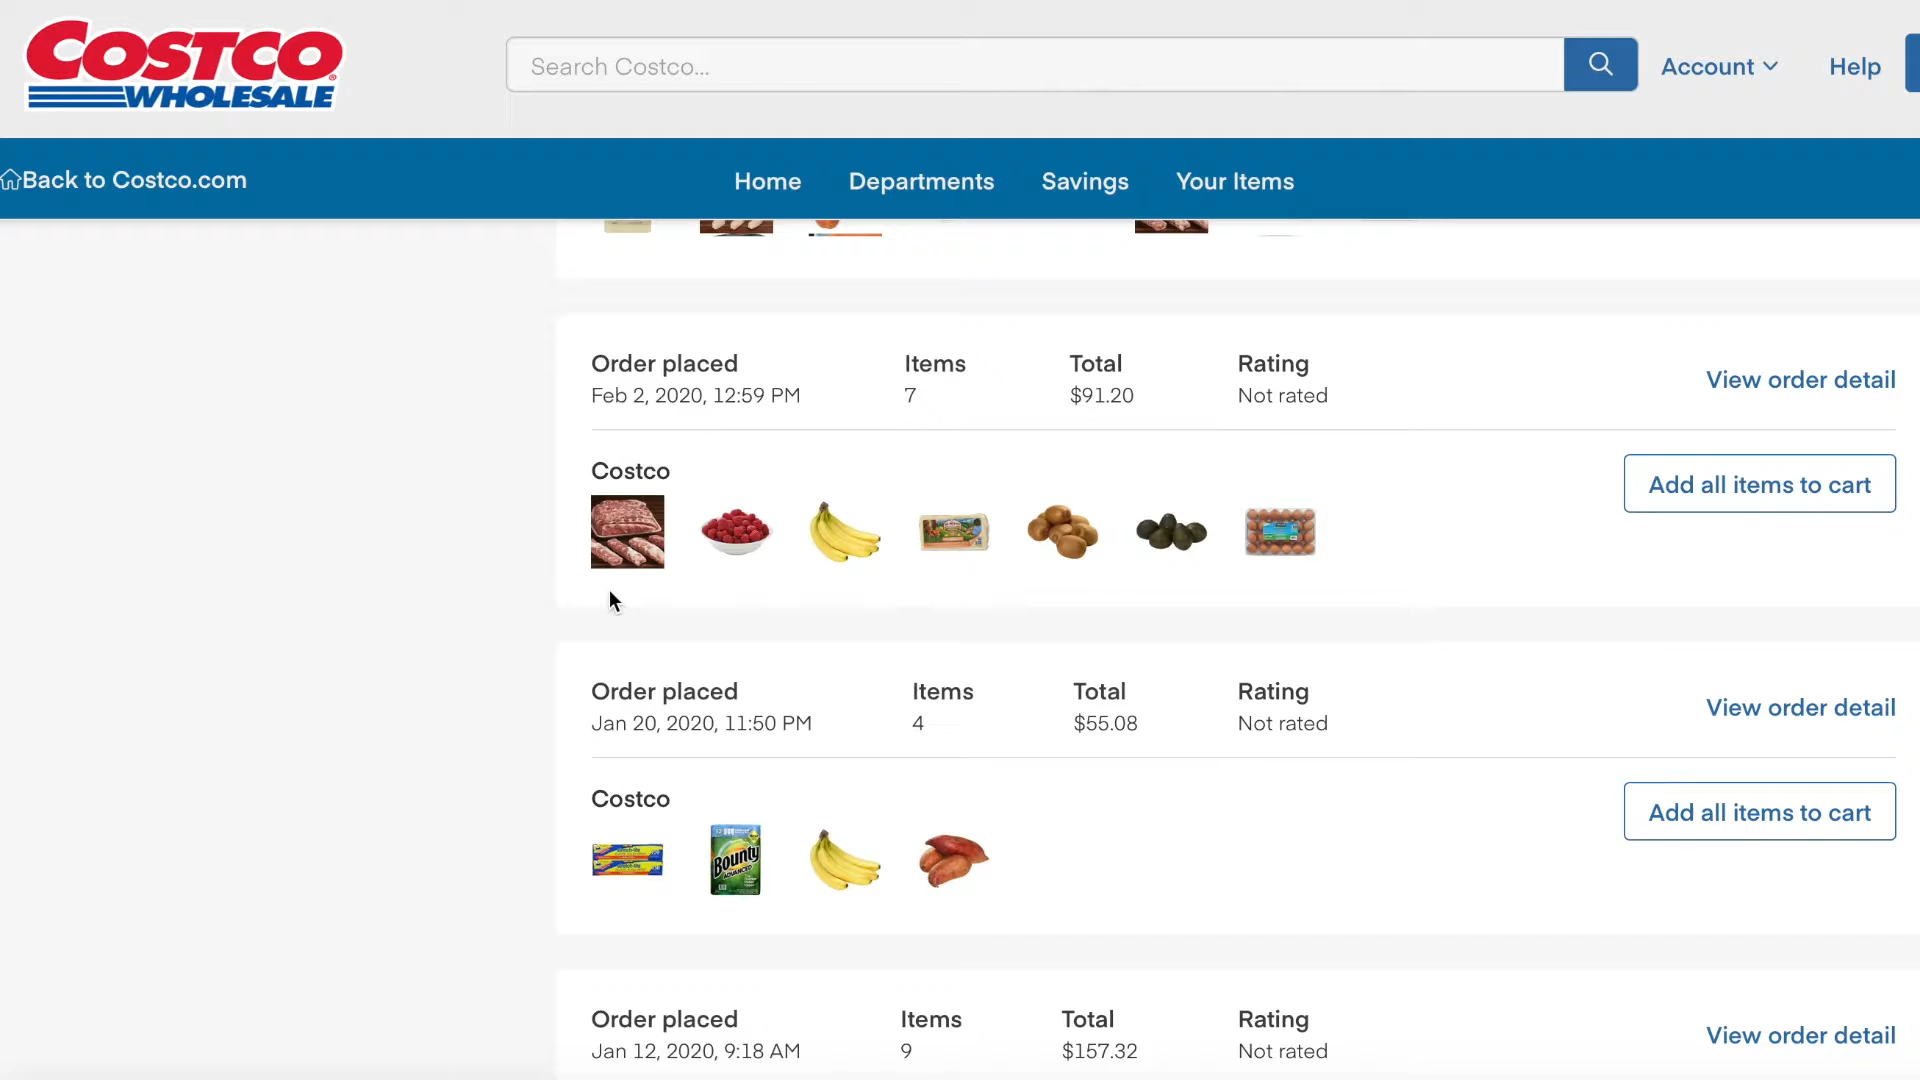 COSTCO
WHOLESALE
Search Costco...
Account
Help
Back to Costco.com
Home
Departments
Savings
Your Items
Order placed
Items
Total
Rating
Feb 2, 2020, 12:59 PM
7
$91.20
Not rated
View order detail
Costco
Add all items to cart
Order placed
Items
Total
Rating
Jan 20, 2020, 11:50 PM
4
$55.08
Not rated
View order detail
Costco
Add all items to cart
Bounty
ADVANCED
Order placed
Items
Total
Rating
Jan 12, 2020, 9:18 AM
9
$157.32
Not rated
View order detail